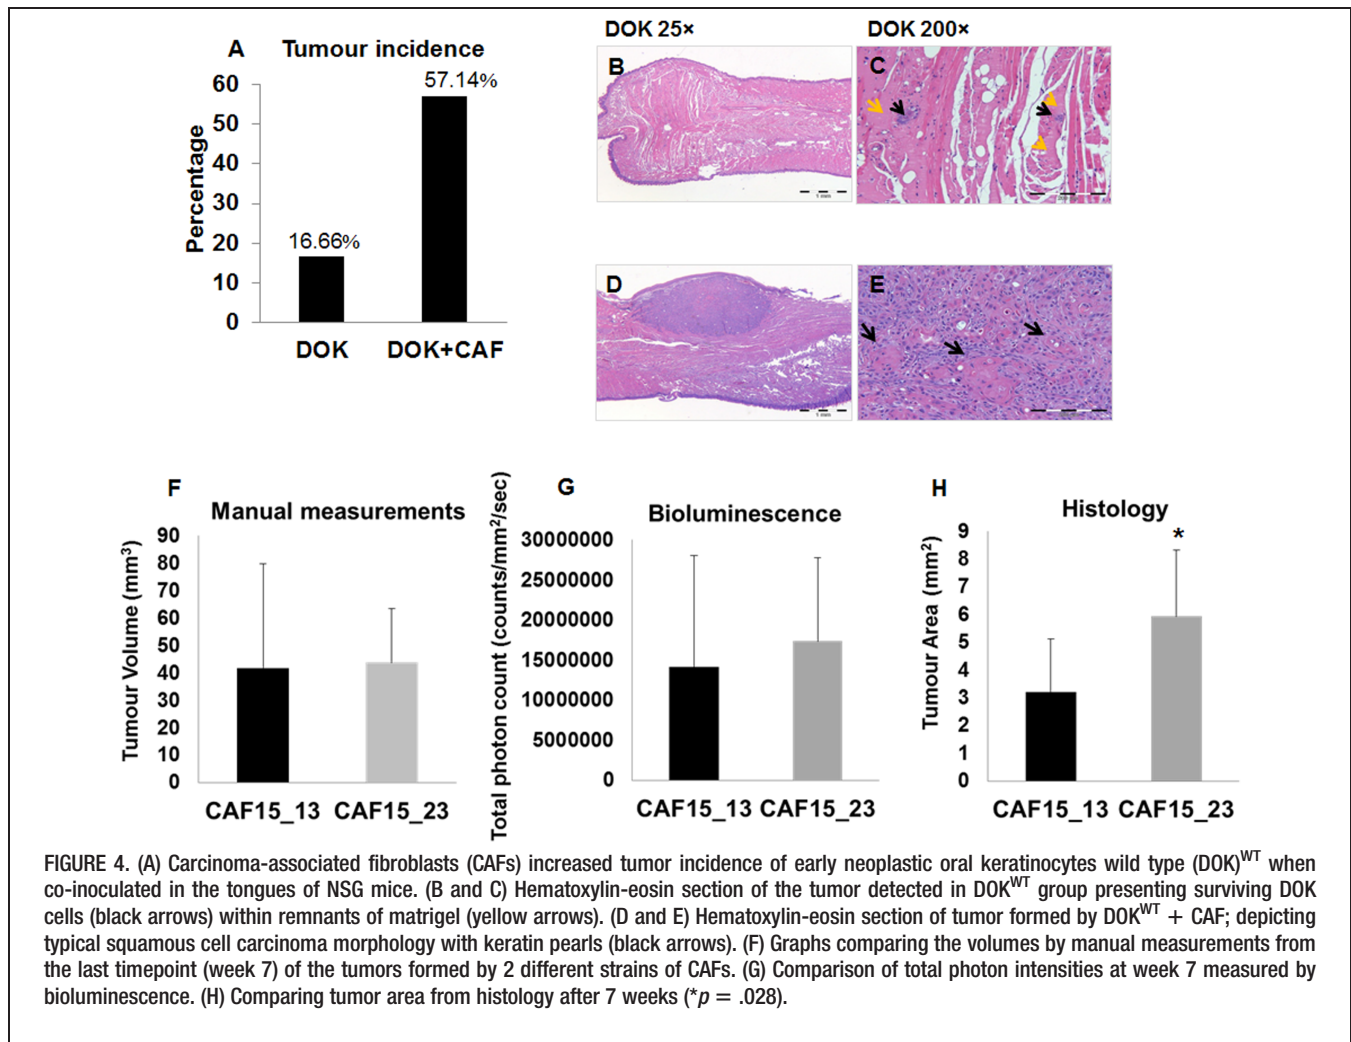 A Tumour incidence
Percentage
60
50
40
30
20
10
0
16.66%
57.14%
DOK DOK+CAF
DOK 25× DOK 200×
B
1 mm
C
D
1 mm
E
F
Manual measurements
Tumour Volume (mm³)
90
80
70
60
50
40
30
20
10
0
CAF15_13 CAF15_23
G
Bioluminescence
Total photon count (counts/mm²/sec)
30000000
25000000
20000000
15000000
10000000
5000000
0
CAF15_13 CAF15_23
H
Histology
Tumour Area (mm²)
9
8
7
6
5
4
3
2
1
0
*
CAF15_13 CAF15_23
FIGURE 4. (A) Carcinoma-associated fibroblasts (CAFs) increased tumor incidence of early neoplastic oral keratinocytes wild type (DOK)ᵂᵀ when
co-inoculated in the tongues of NSG mice. (B and C) Hematoxylin-eosin section of the tumor detected in DOKᵂᵀ group presenting surviving DOK
cells (black arrows) within remnants of matrigel (yellow arrows). (D and E) Hematoxylin-eosin section of tumor formed by DOKᵂᵀ + CAF; depicting
typical squamous cell carcinoma morphology with keratin pearls (black arrows). (F) Graphs comparing the volumes by manual measurements from
the last timepoint (week 7) of the tumors formed by 2 different strains of CAFs. (G) Comparison of total photon intensities at week 7 measured by
bioluminescence. (H) Comparing tumor area from histology after 7 weeks (*p = .028).